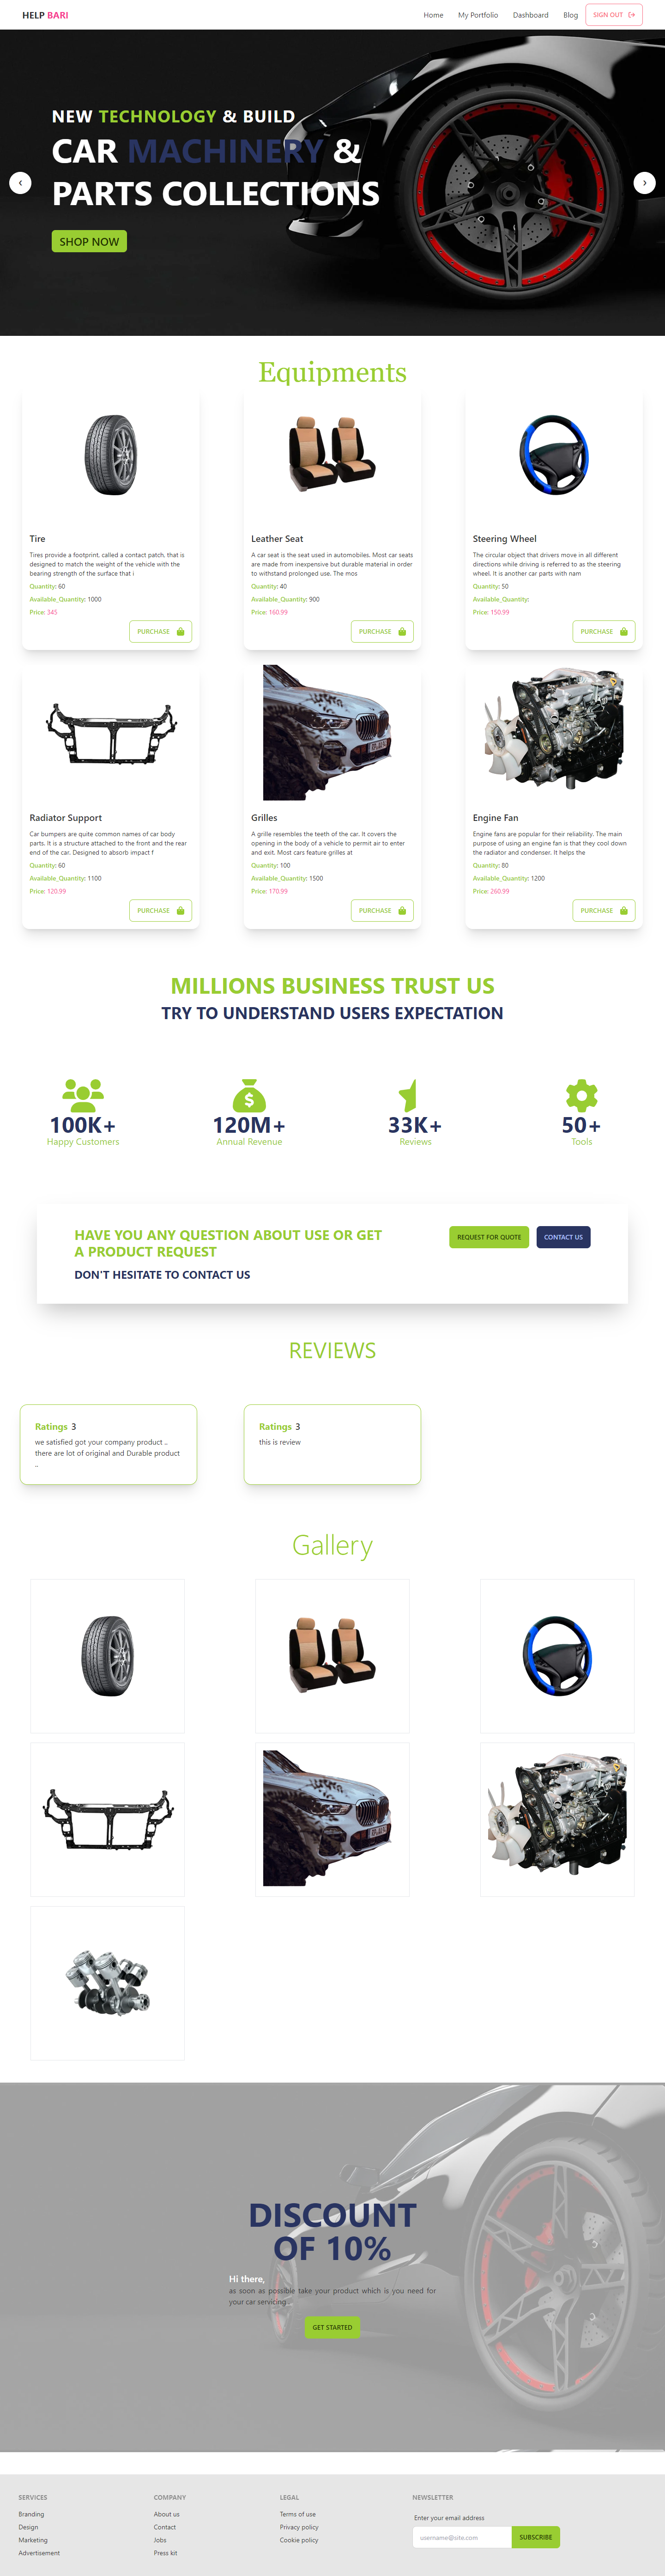 HELP BARI
Home My Portfolio Dashboard Blog SIGN OUT
NEW TECHNOLOGY & BUILD
CAR MACHINERY &
PARTS COLLECTIONS
‹ ›
SHOP NOW
Equipments
Tire
Tires provide a footprint, called a contact patch, that is
designed to match the weight of the vehicle with the
bearing strength of the surface that i
Quantity: 60
Available_Quantity: 1000
Price: 345
PURCHASE
Leather Seat
A car seat is the seat used in automobiles. Most car seats
are made from inexpensive but durable material in order
to withstand prolonged use. The mos
Quantity: 40
Available_Quantity: 900
Price: 160.99
PURCHASE
Steering Wheel
The circular object that drivers move in all different
directions while driving is referred to as the steering
wheel. It is another car parts with nam
Quantity: 50
Available_Quantity:
Price: 150.99
PURCHASE
Radiator Support
Car bumpers are quite common names of car body
parts. It is a structure attached to the front and the rear
end of the car. Designed to absorb impact f
Quantity: 60
Available_Quantity: 1100
Price: 120.99
PURCHASE
Grilles
A grille resembles the teeth of the car. It covers the
opening in the body of a vehicle to permit air to enter
and exit. Most cars feature grilles at
Quantity: 100
Available_Quantity: 1500
Price: 170.99
PURCHASE
Engine Fan
Engine fans are popular for their reliability. The main
purpose of using an engine fan is that they cool down
the radiator and condenser. It helps the
Quantity: 80
Available_Quantity: 1200
Price: 260.99
PURCHASE
MILLIONS BUSINESS TRUST US
TRY TO UNDERSTAND USERS EXPECTATION
100K+
Happy Customers
120M+
Annual Revenue
33K+
Reviews
50+
Tools
HAVE YOU ANY QUESTION ABOUT USE OR GET
A PRODUCT REQUEST
DON'T HESITATE TO CONTACT US
REQUEST FOR QUOTE
CONTACT US
REVIEWS
Ratings 3
we satisfied got your company product ..
there are lot of original and Durable product
..
Ratings 3
this is review
Gallery
DISCOUNT
OF 10%
Hi there,
as soon as possible take your product which is you need for
your car servicing .
GET STARTED
SERVICES
Branding
Design
Marketing
Advertisement
COMPANY
About us
Contact
Jobs
Press kit
LEGAL
Terms of use
Privacy policy
Cookie policy
NEWSLETTER
Enter your email address
username@site.com
SUBSCRIBE